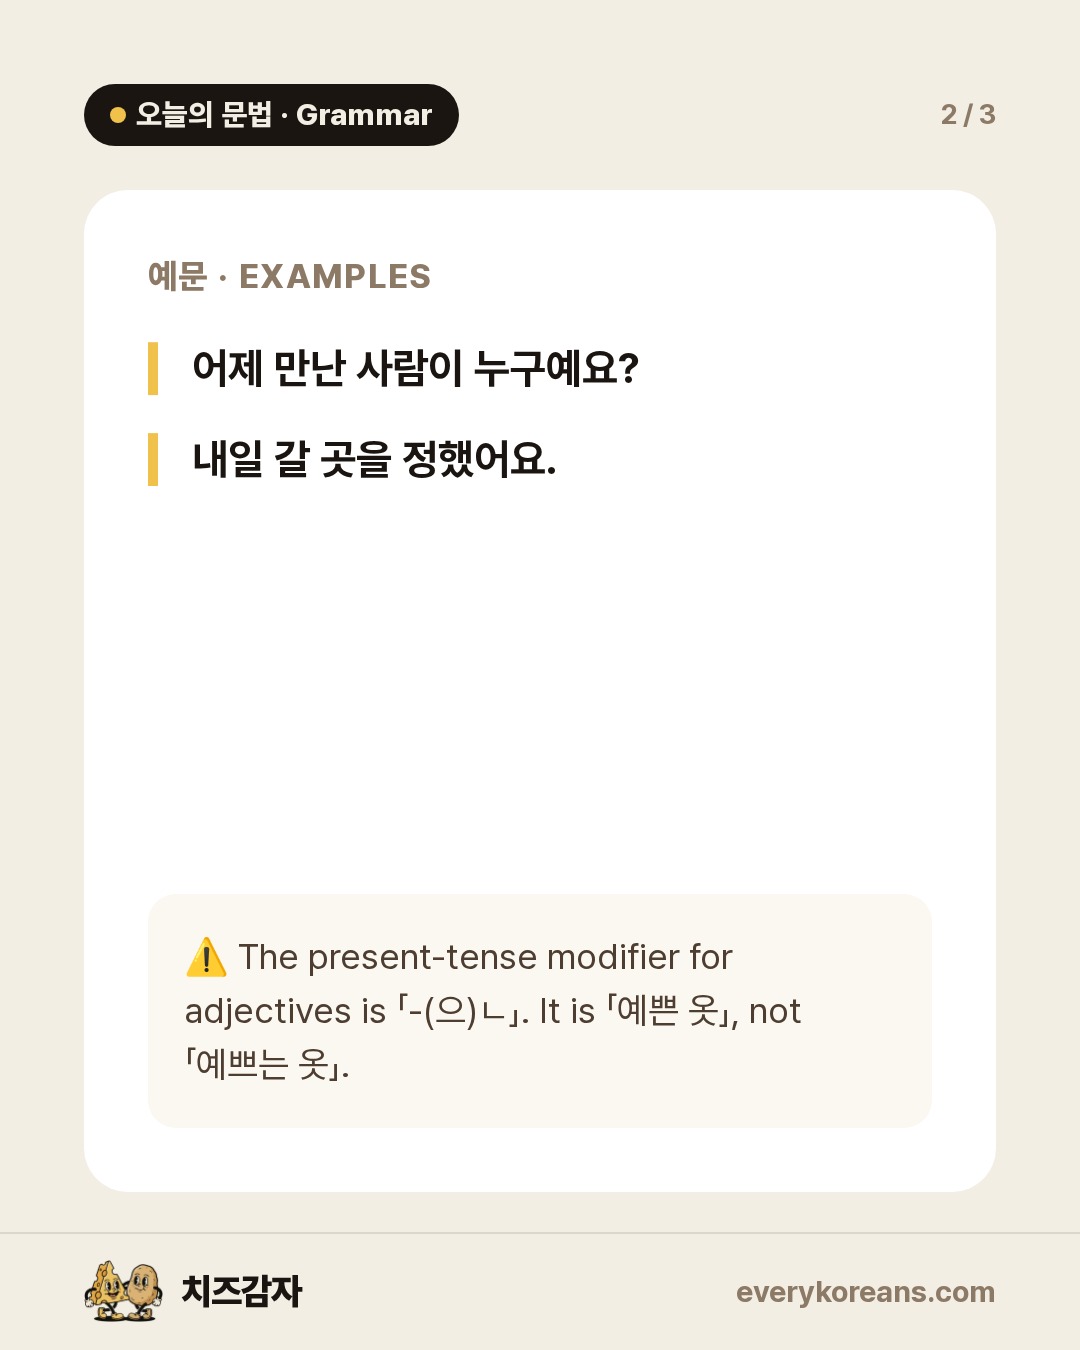 오늘의 문법 · Grammar
2 / 3
예문 · EXAMPLES
어제 만난 사람이 누구예요?
내일 갈 곳을 정했어요.
⚠️ The present-tense modifier for
adjectives is 「-(으)ㄴ」. It is 「예쁜 옷」, not
「예쁘는 옷」.
치즈감자
everykoreans.com